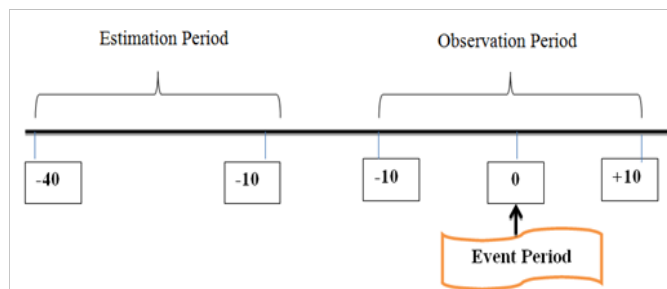 Estimation Period
Observation Period
-40
-10
-10
0
+10
Event Period